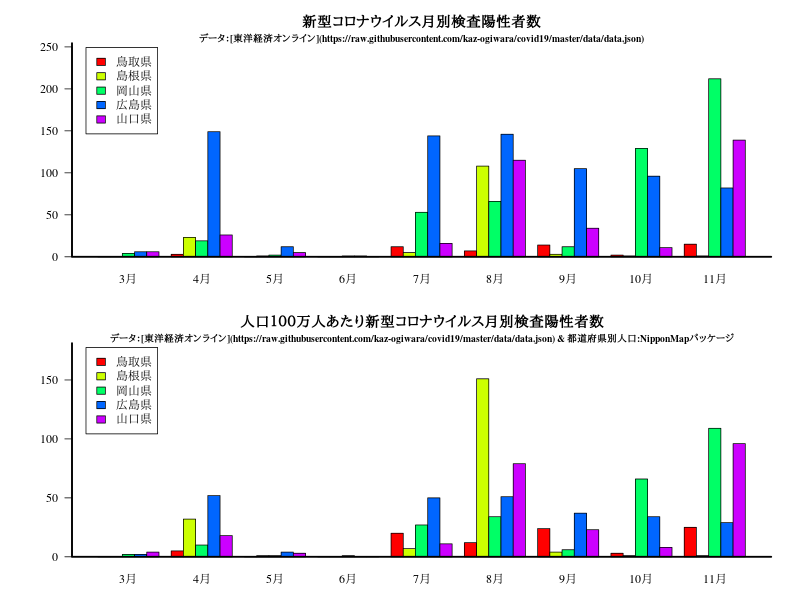 新型コロナウイルス月別検査陽性者数
データ:[東洋経済オンライン](https://raw.githubusercontent.com/kaz-ogiwara/covid19/master/data/data.json)
250
200
150
100
50
0
鳥取県
島根県
岡山県
広島県
山口県
3月 4月 5月 6月 7月 8月 9月 10月 11月
人口100万人あたり新型コロナウイルス月別検査陽性者数
データ:[東洋経済オンライン](https://raw.githubusercontent.com/kaz-ogiwara/covid19/master/data/data.json) & 都道府県別人口:NipponMapパッケージ
150
100
50
0
鳥取県
島根県
岡山県
広島県
山口県
3月 4月 5月 6月 7月 8月 9月 10月 11月